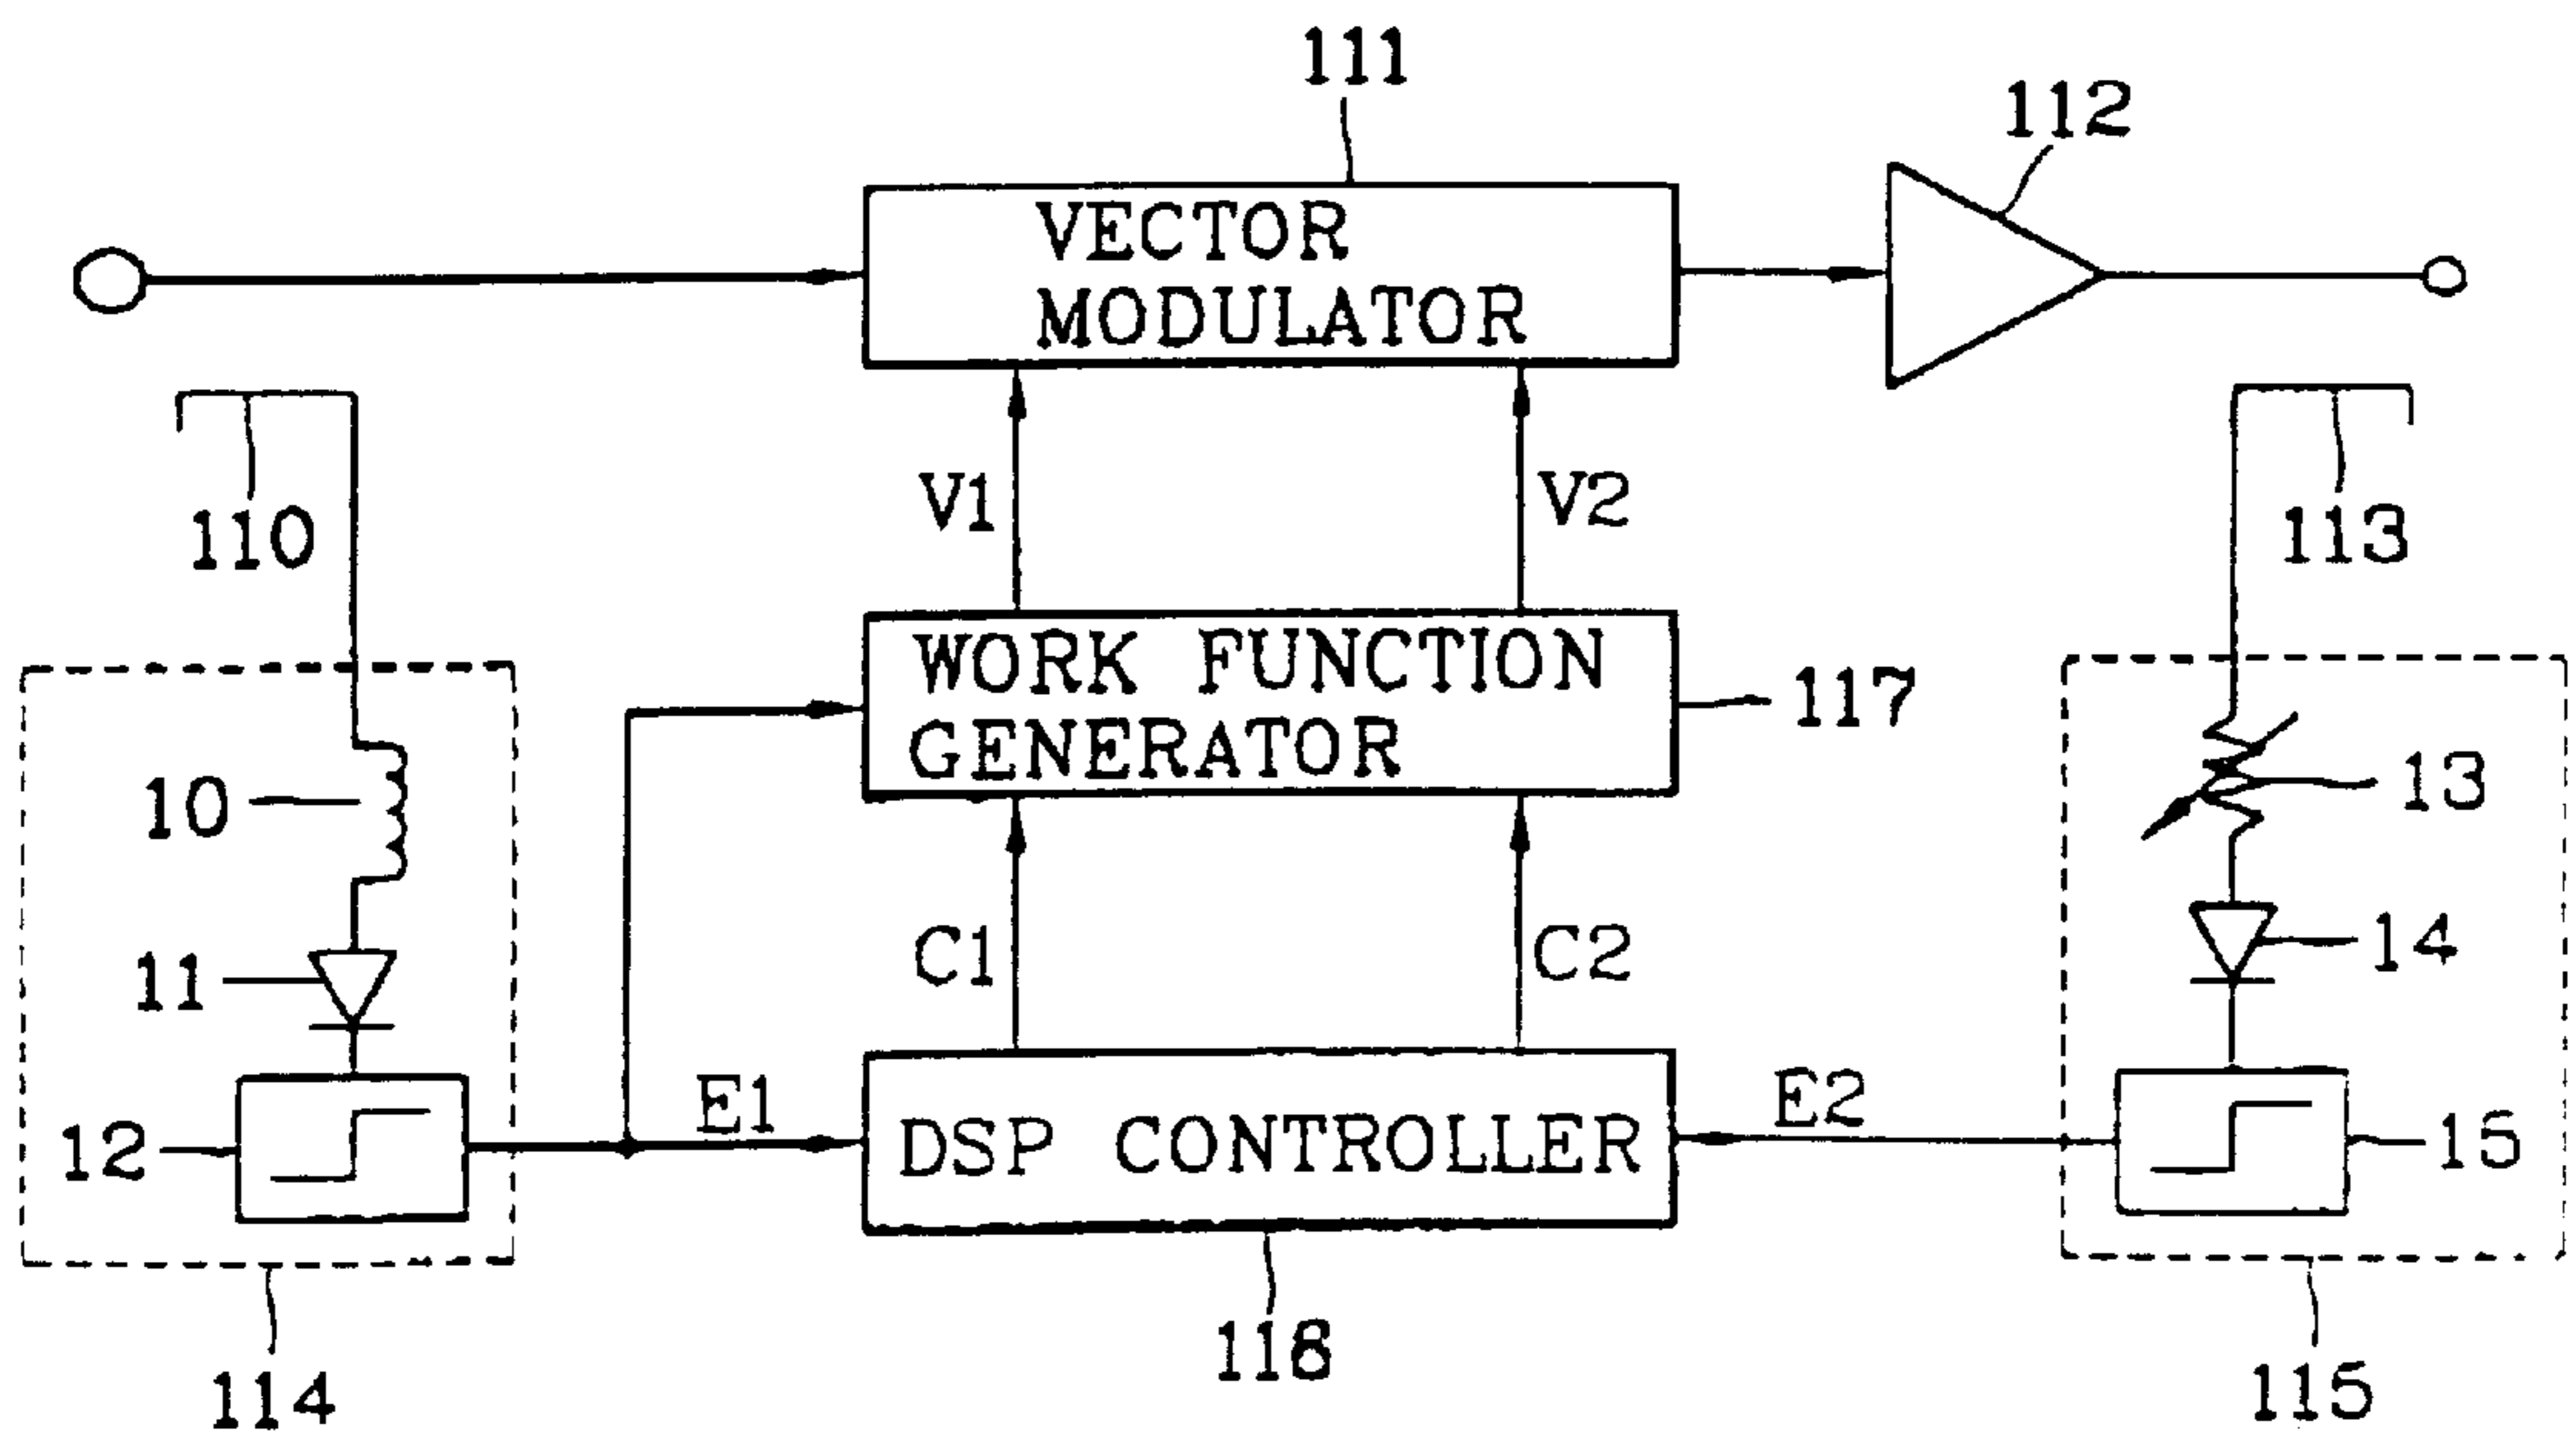 111
112
VECTOR
MODULATOR
110
V1
V2
113
WORK FUNCTION
GENERATOR
117
10
13
11
C1
C2
14
12
E1
DSP CONTROLLER
E2
15
114
116
115